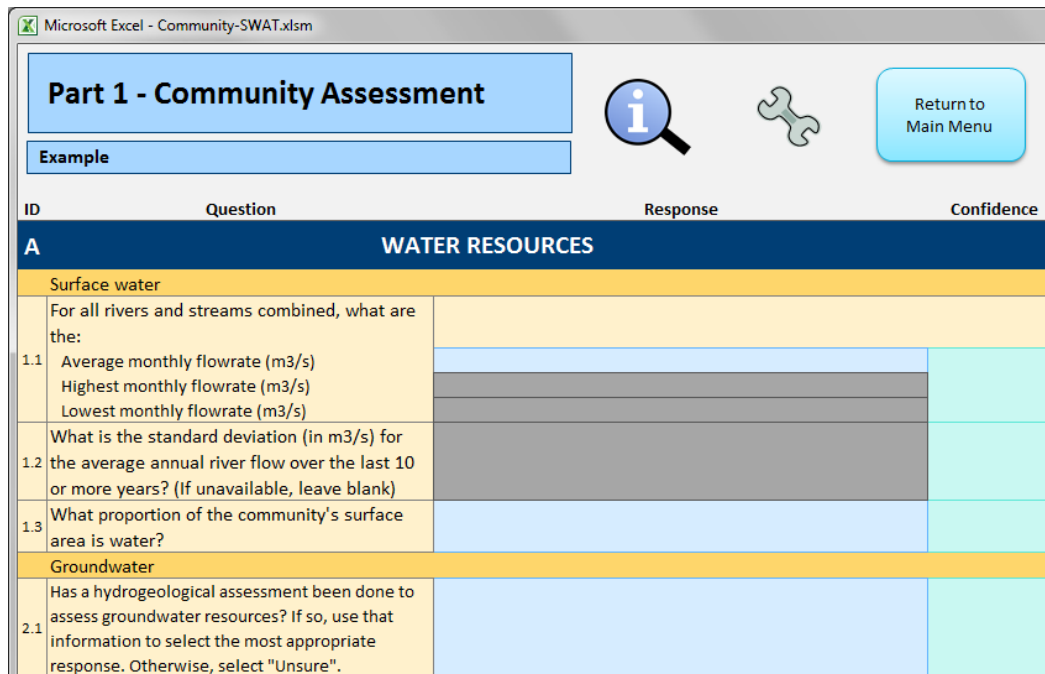 Microsoft Excel - Community-SWAT.xlsm
Part 1 - Community Assessment
i
Return to
Main Menu
Example
ID Question Response Confidence
A WATER RESOURCES
Surface water
For all rivers and streams combined, what are
the:
1.1 Average monthly flowrate (m3/s)
Highest monthly flowrate (m3/s)
Lowest monthly flowrate (m3/s)
What is the standard deviation (in m3/s) for
1.2 the average annual river flow over the last 10
or more years? (If unavailable, leave blank)
1.3 What proportion of the community's surface
area is water?
Groundwater
Has a hydrogeological assessment been done to
2.1 assess groundwater resources? If so, use that
information to select the most appropriate
response. Otherwise, select "Unsure".